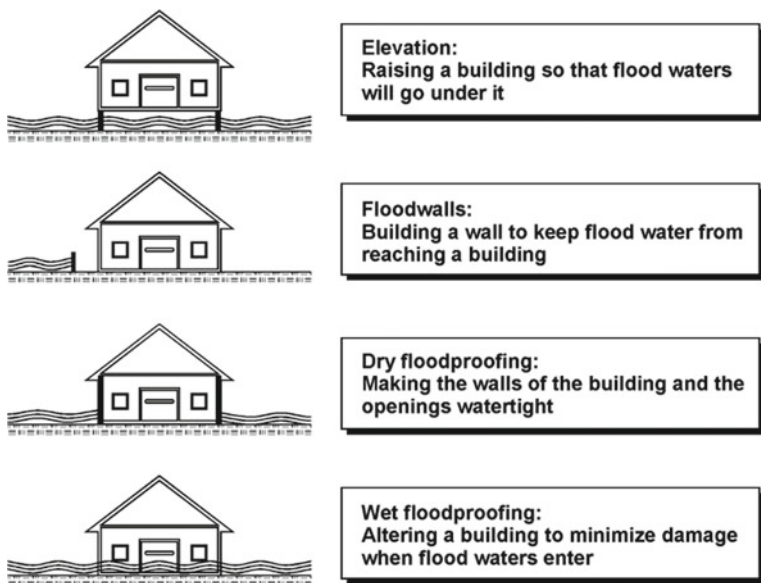 Elevation:
Raising a building so that flood waters
will go under it
Floodwalls:
Building a wall to keep flood water from
reaching a building
Dry floodproofing:
Making the walls of the building and the
openings watertight
Wet floodproofing:
Altering a building to minimize damage
when flood waters enter